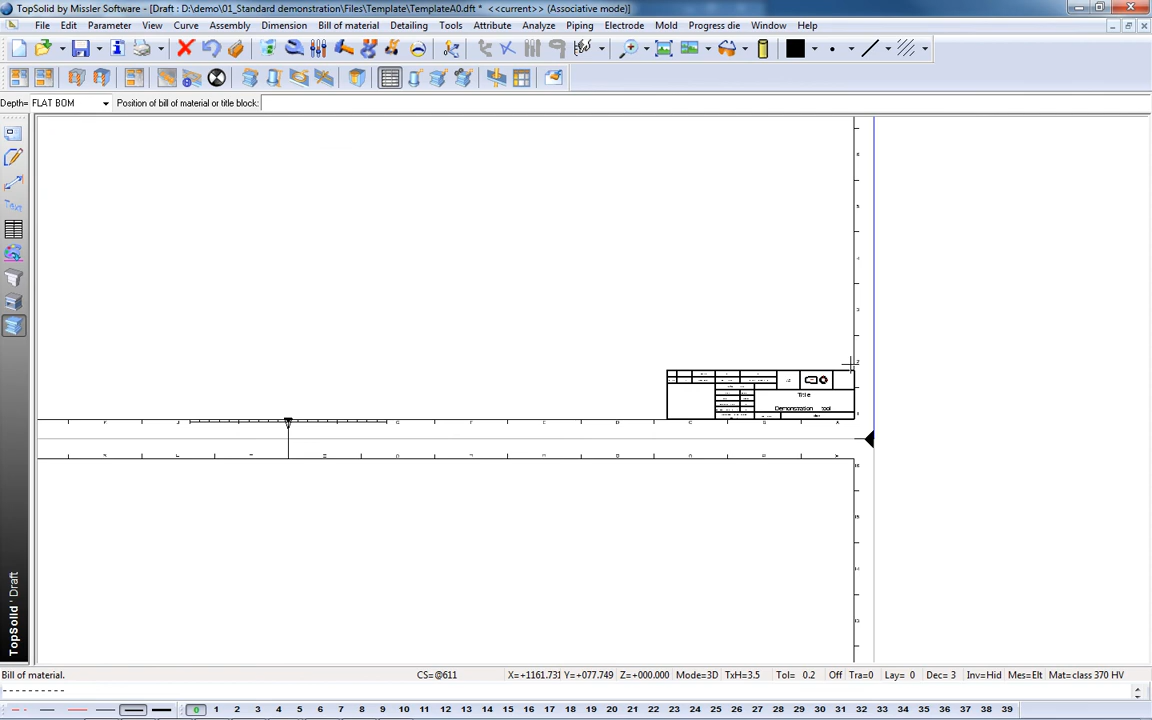 TopSolid by Missler Software - [Draft : D:\demo\01_Standard demonstration\Files\Template\TemplateA0.dft *  <<current>> (Associative mode)]
File Edit Parameter View Curve Assembly Dimension Bill of material Detailing Tools Attribute Analyze Piping Electrode Mold Progress die Window Help
Depth= FLAT BOM Position of bill of material or title block:
Title
Demonstration tool
TopSolid'Draft
Bill of material. CS=@611 X=+1161.731 Y=+077.749 Z=+000.000 Mode=3D TxH=3.5 Tol= 0.2 Off Tra=0 Lay= 0 Dec= 3 Inv=Hid Mes=Elt Mat=class 370 HV
----------
0 1 2 3 4 5 6 7 8 9 10 11 12 13 14 15 16 17 18 19 20 21 22 23 24 25 26 27 28 29 30 31 32 33 34 35 36 37 38 39